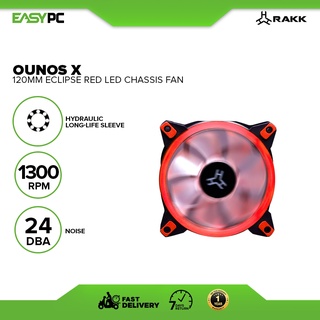 EASYPC
RAKK
OUNOS X
120MM ECLIPSE RED LED CHASSIS FAN
HYDRAULIC
LONG-LIFE SLEEVE
1300
RPM
24
DBA
NOISE
FAST
DELIVERY
1